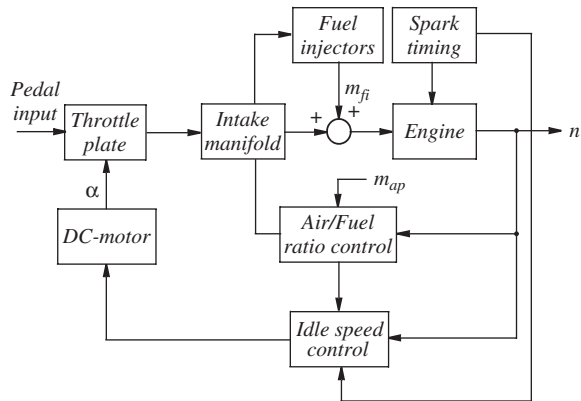 Fuel
injectors
Spark
timing
Pedal
input
m_fi
Throttle
plate
Intake
manifold
+
+
Engine
n
α
m_ap
DC-motor
Air/Fuel
ratio control
Idle speed
control